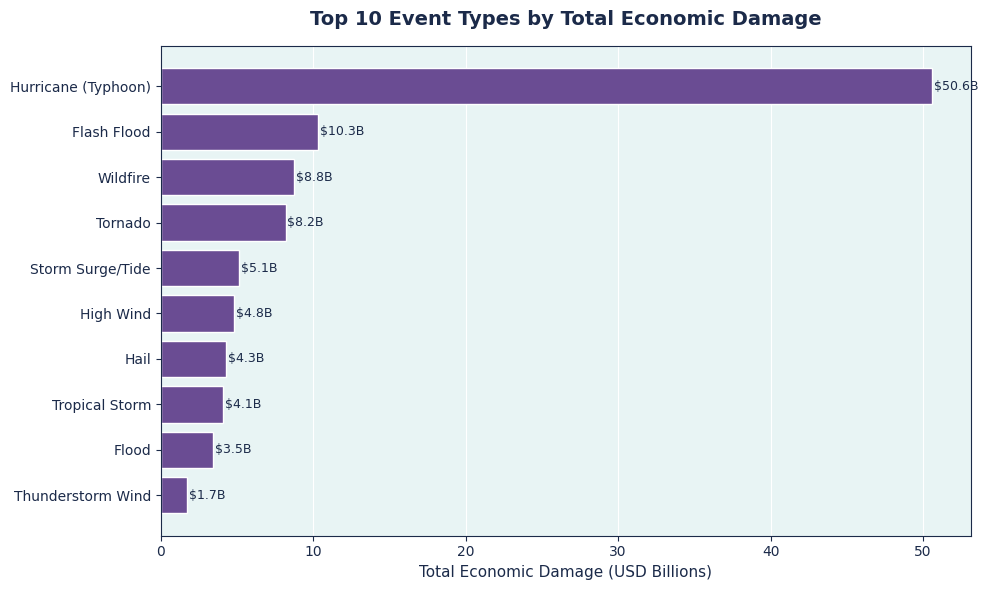 Top 10 Event Types by Total Economic Damage
Hurricane (Typhoon) $50.6B
Flash Flood $10.3B
Wildfire $8.8B
Tornado $8.2B
Storm Surge/Tide $5.1B
High Wind $4.8B
Hail $4.3B
Tropical Storm $4.1B
Flood $3.5B
Thunderstorm Wind $1.7B
0 10 20 30 40 50
Total Economic Damage (USD Billions)